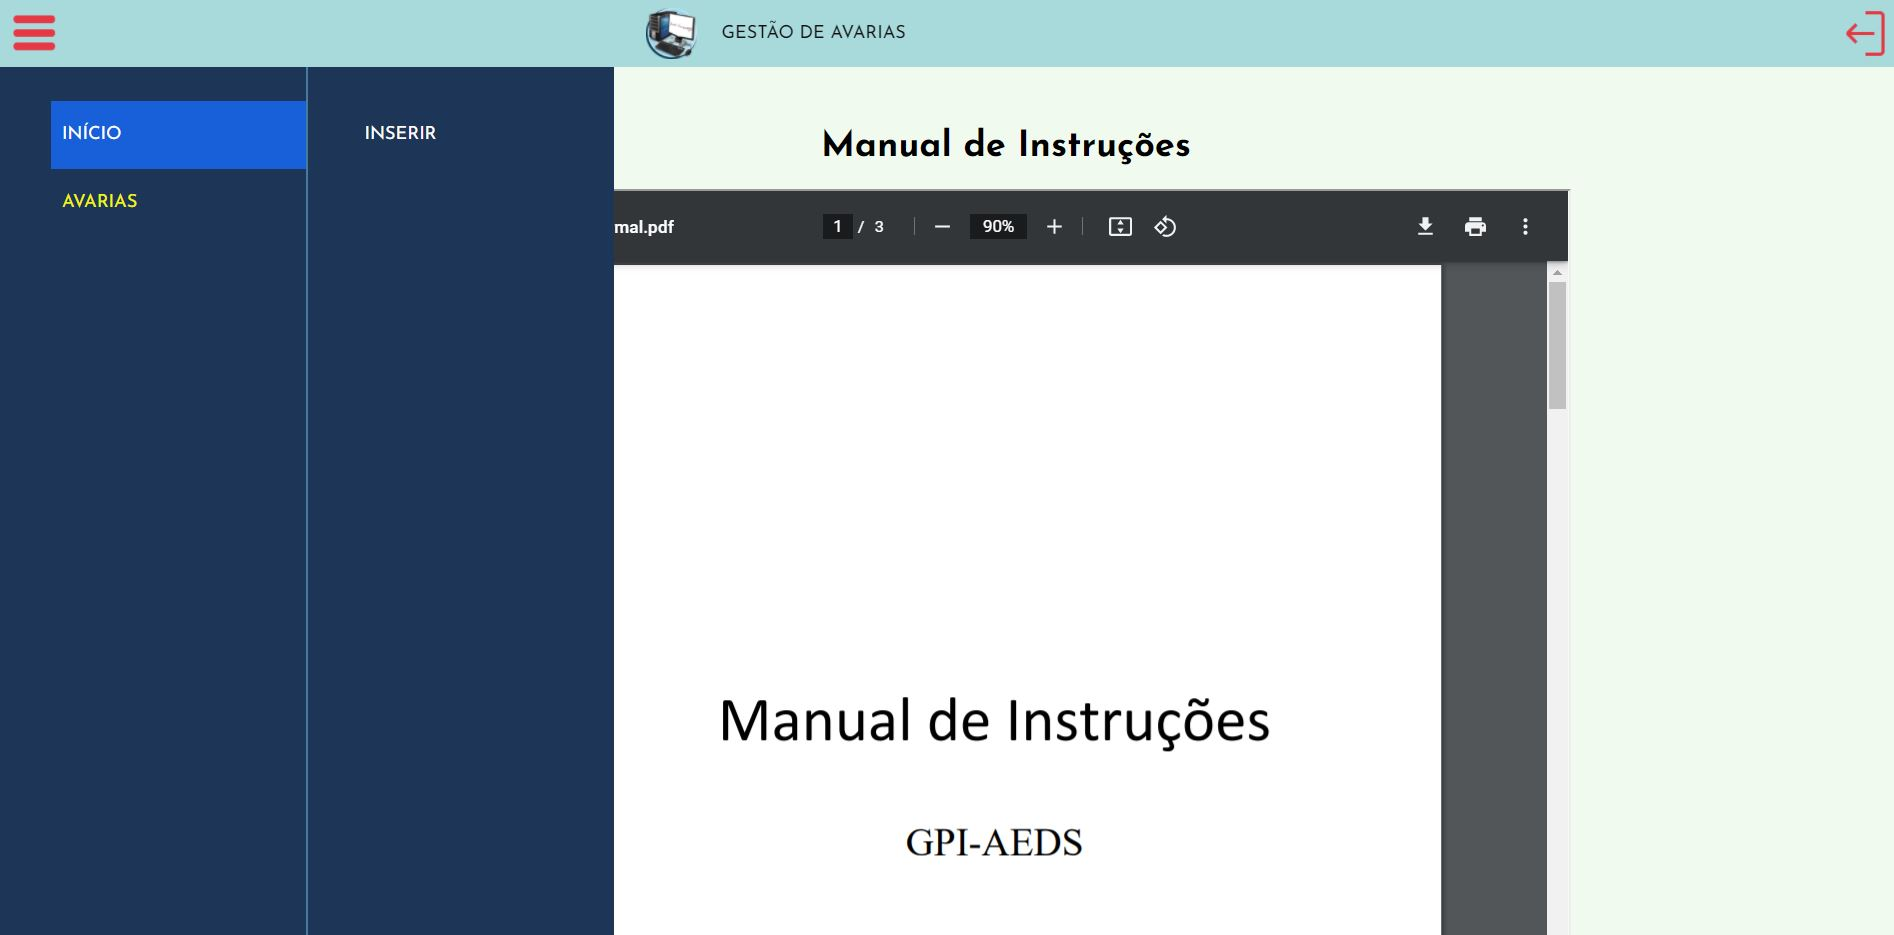 GESTÃO DE AVARIAS
INÍCIO
AVARIAS
INSERIR
Manual de Instruções
mal.pdf
1 / 3
90%
Manual de Instruções
GPI-AEDS